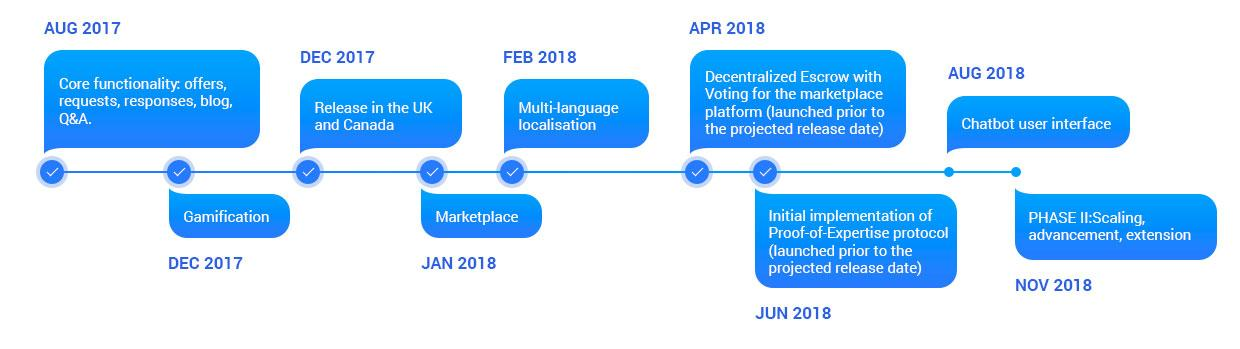 AUG 2017
Core functionality: offers,
requests, responses, blog,
Q&A.
Gamification
DEC 2017
DEC 2017
Release in the UK
and Canada
Marketplace
JAN 2018
FEB 2018
Multi-language
localisation
APR 2018
Decentralized Escrow with
Voting for the marketplace
platform (launched prior to
the projected release date)
Initial implementation of
Proof-of-Expertise protocol
(launched prior to the
projected release date)
JUN 2018
AUG 2018
Chatbot user interface
PHASE II:Scaling,
advancement, extension
NOV 2018